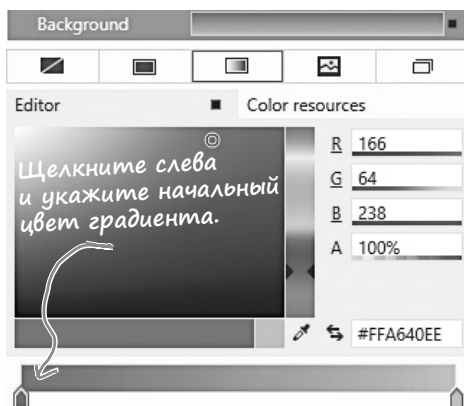 Background
Editor
Color resources
Щелкните слева
и укажите начальный
цвет градиента.
R 166
G 64
B 238
A 100%
#FFA640EE